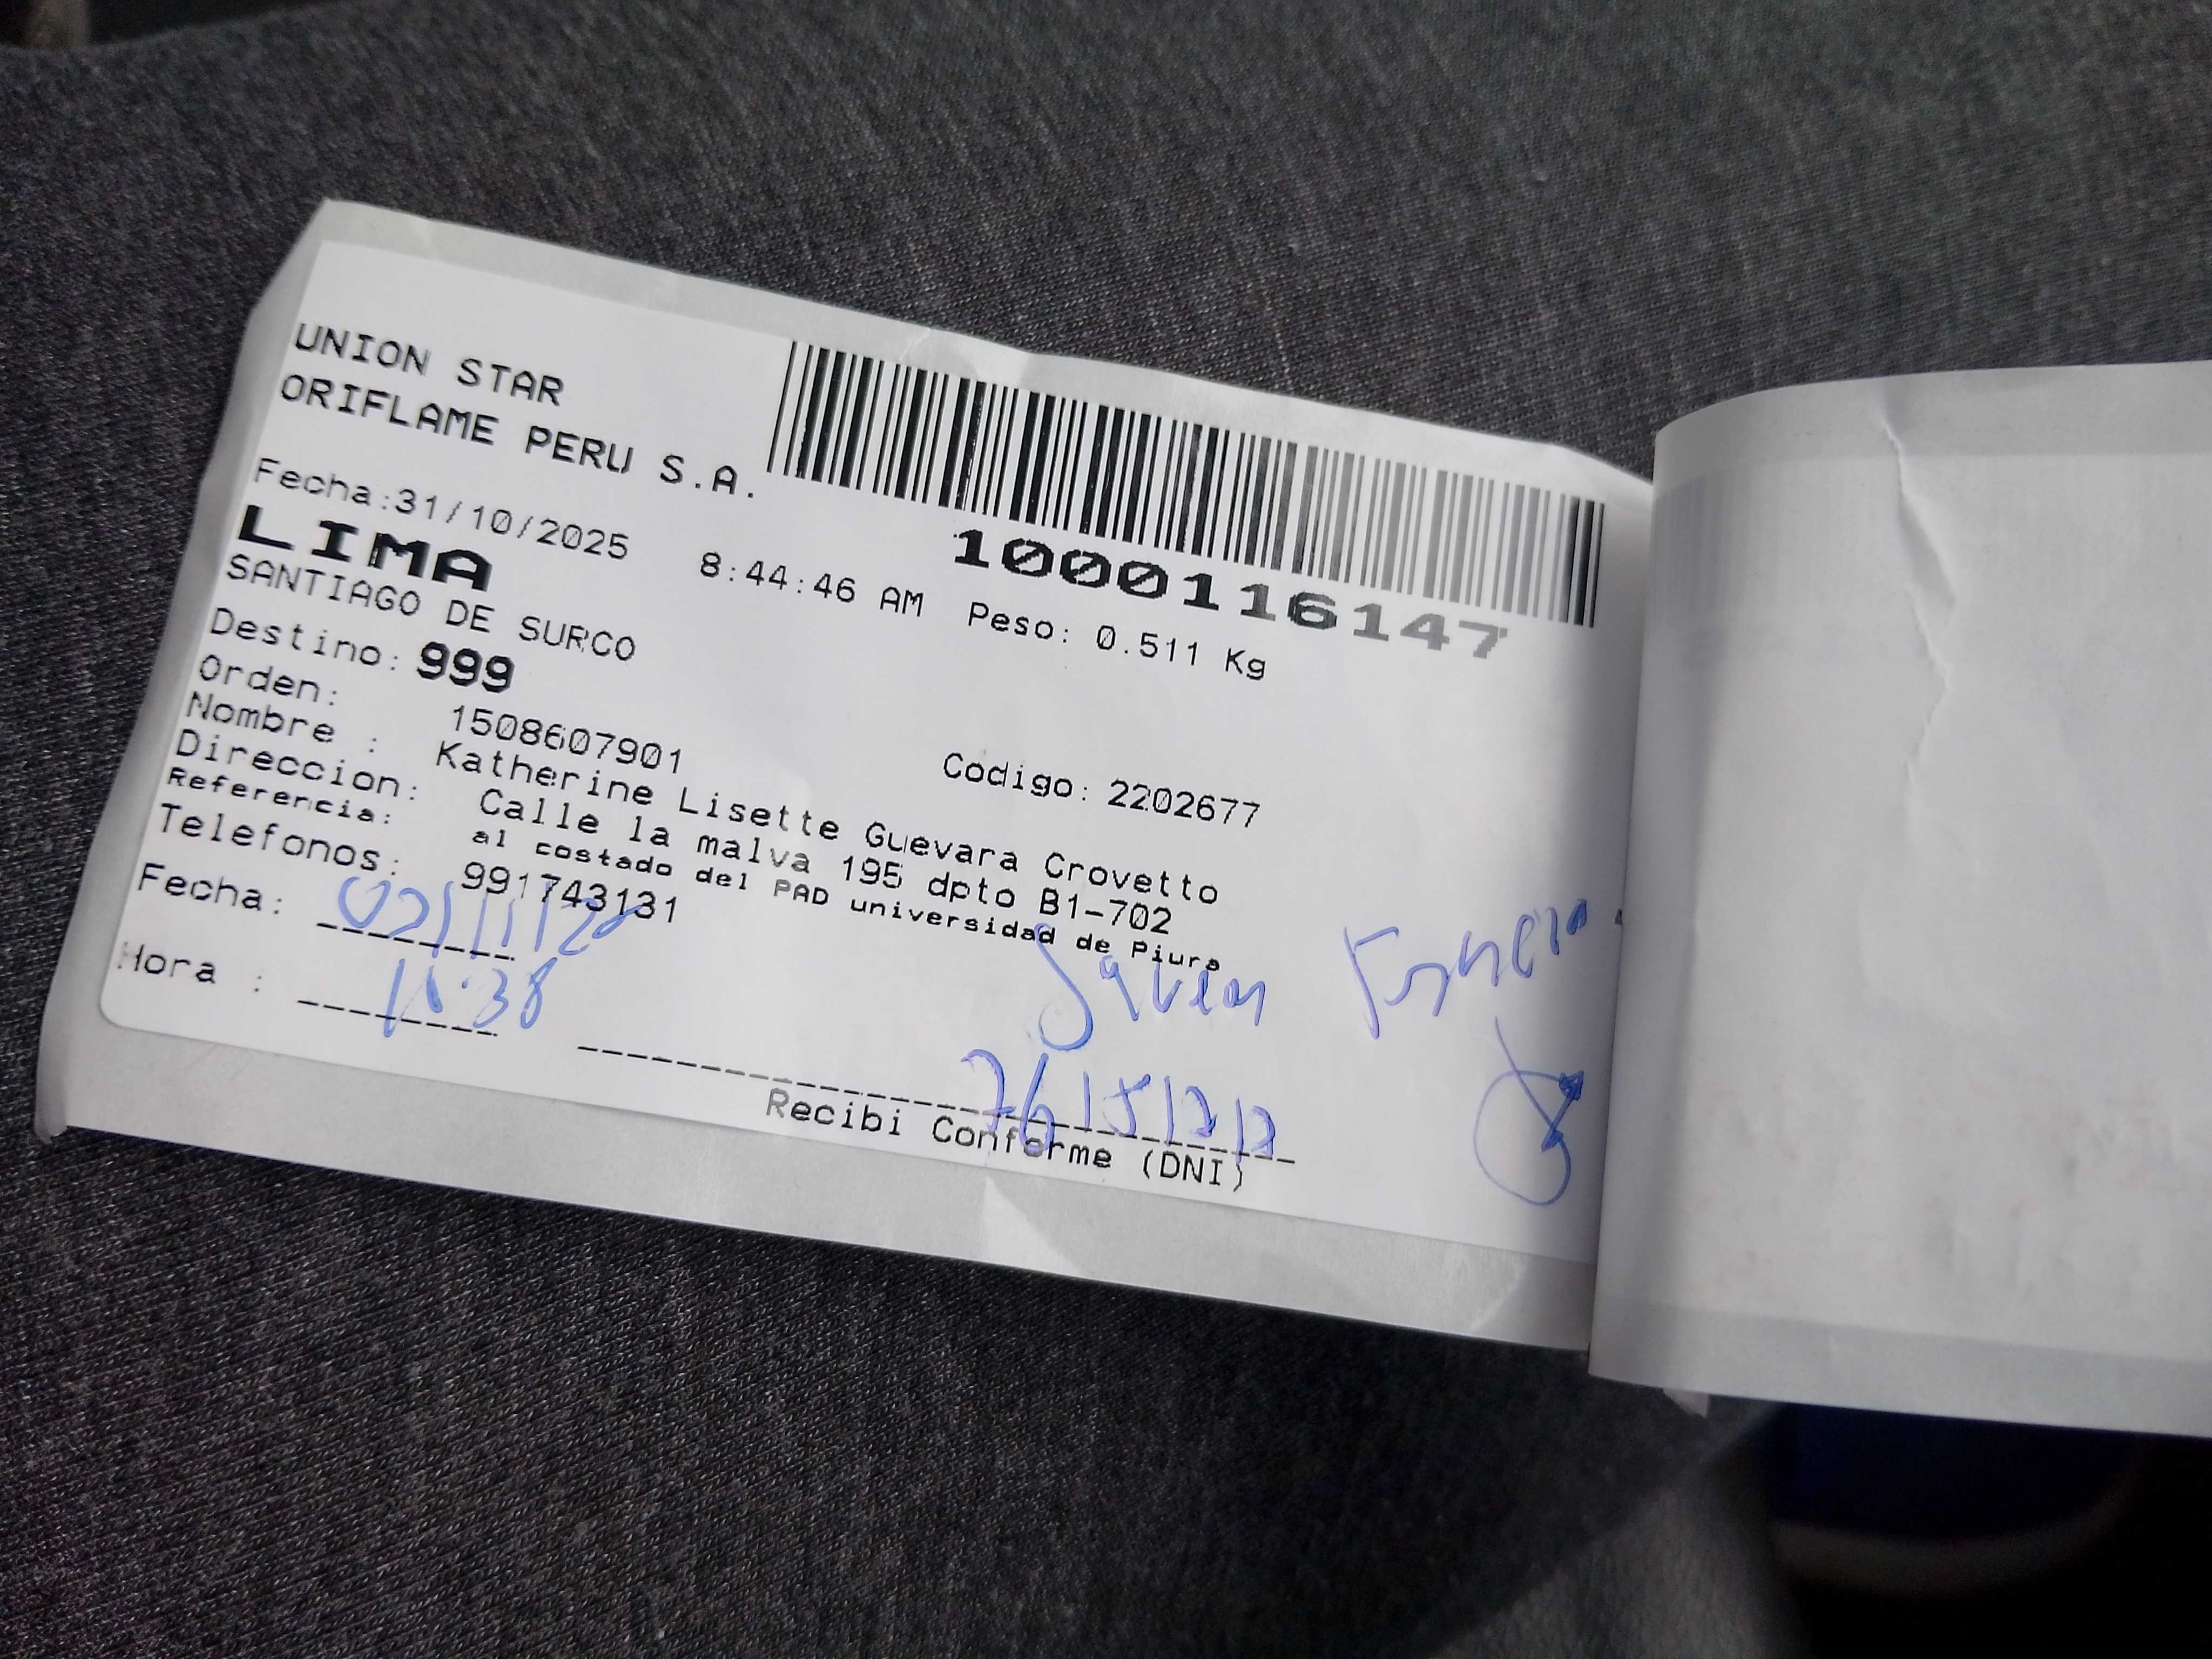 UNION STAR
ORIFLAME PERU S.A.
1000116147
Fecha:31/10/2025 8:44:46 AM Peso: 0.511 Kg
LIMA
SANTIAGO DE SURCO
Destino: 999
Orden: 1508607901 Codigo: 2202677
Nombre : Katherine Lisette Guevara Crovetto
Direccion: Calle la malva 195 dpto B1-702
Referencia: al costado del PAD universidad de Piura
Telefonos: 991743131
Fecha:
Hora :
Recibi Conforme (DNI)